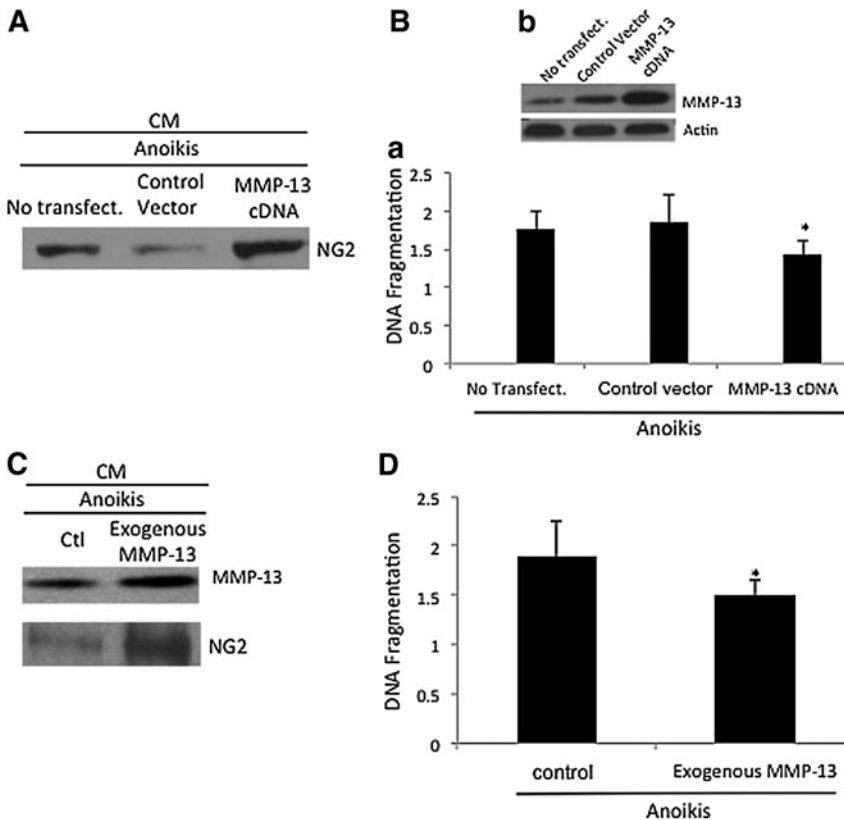 A
CM
Anoikis
No transfect.
Control
Vector
MMP-13
cDNA
NG2
B
b
No transfect.
Control Vector
MMP-13
cDNA
MMP-13
Actin
a
DNA Fragmentation
2.5
2
1.5
1
0.5
0
*
No Transfect.
Control vector
MMP-13 cDNA
Anoikis
C
CM
Anoikis
Ctl
Exogenous
MMP-13
MMP-13
NG2
D
DNA Fragmentation
2.5
2
1.5
1
0.5
0
*
control
Exogenous MMP-13
Anoikis